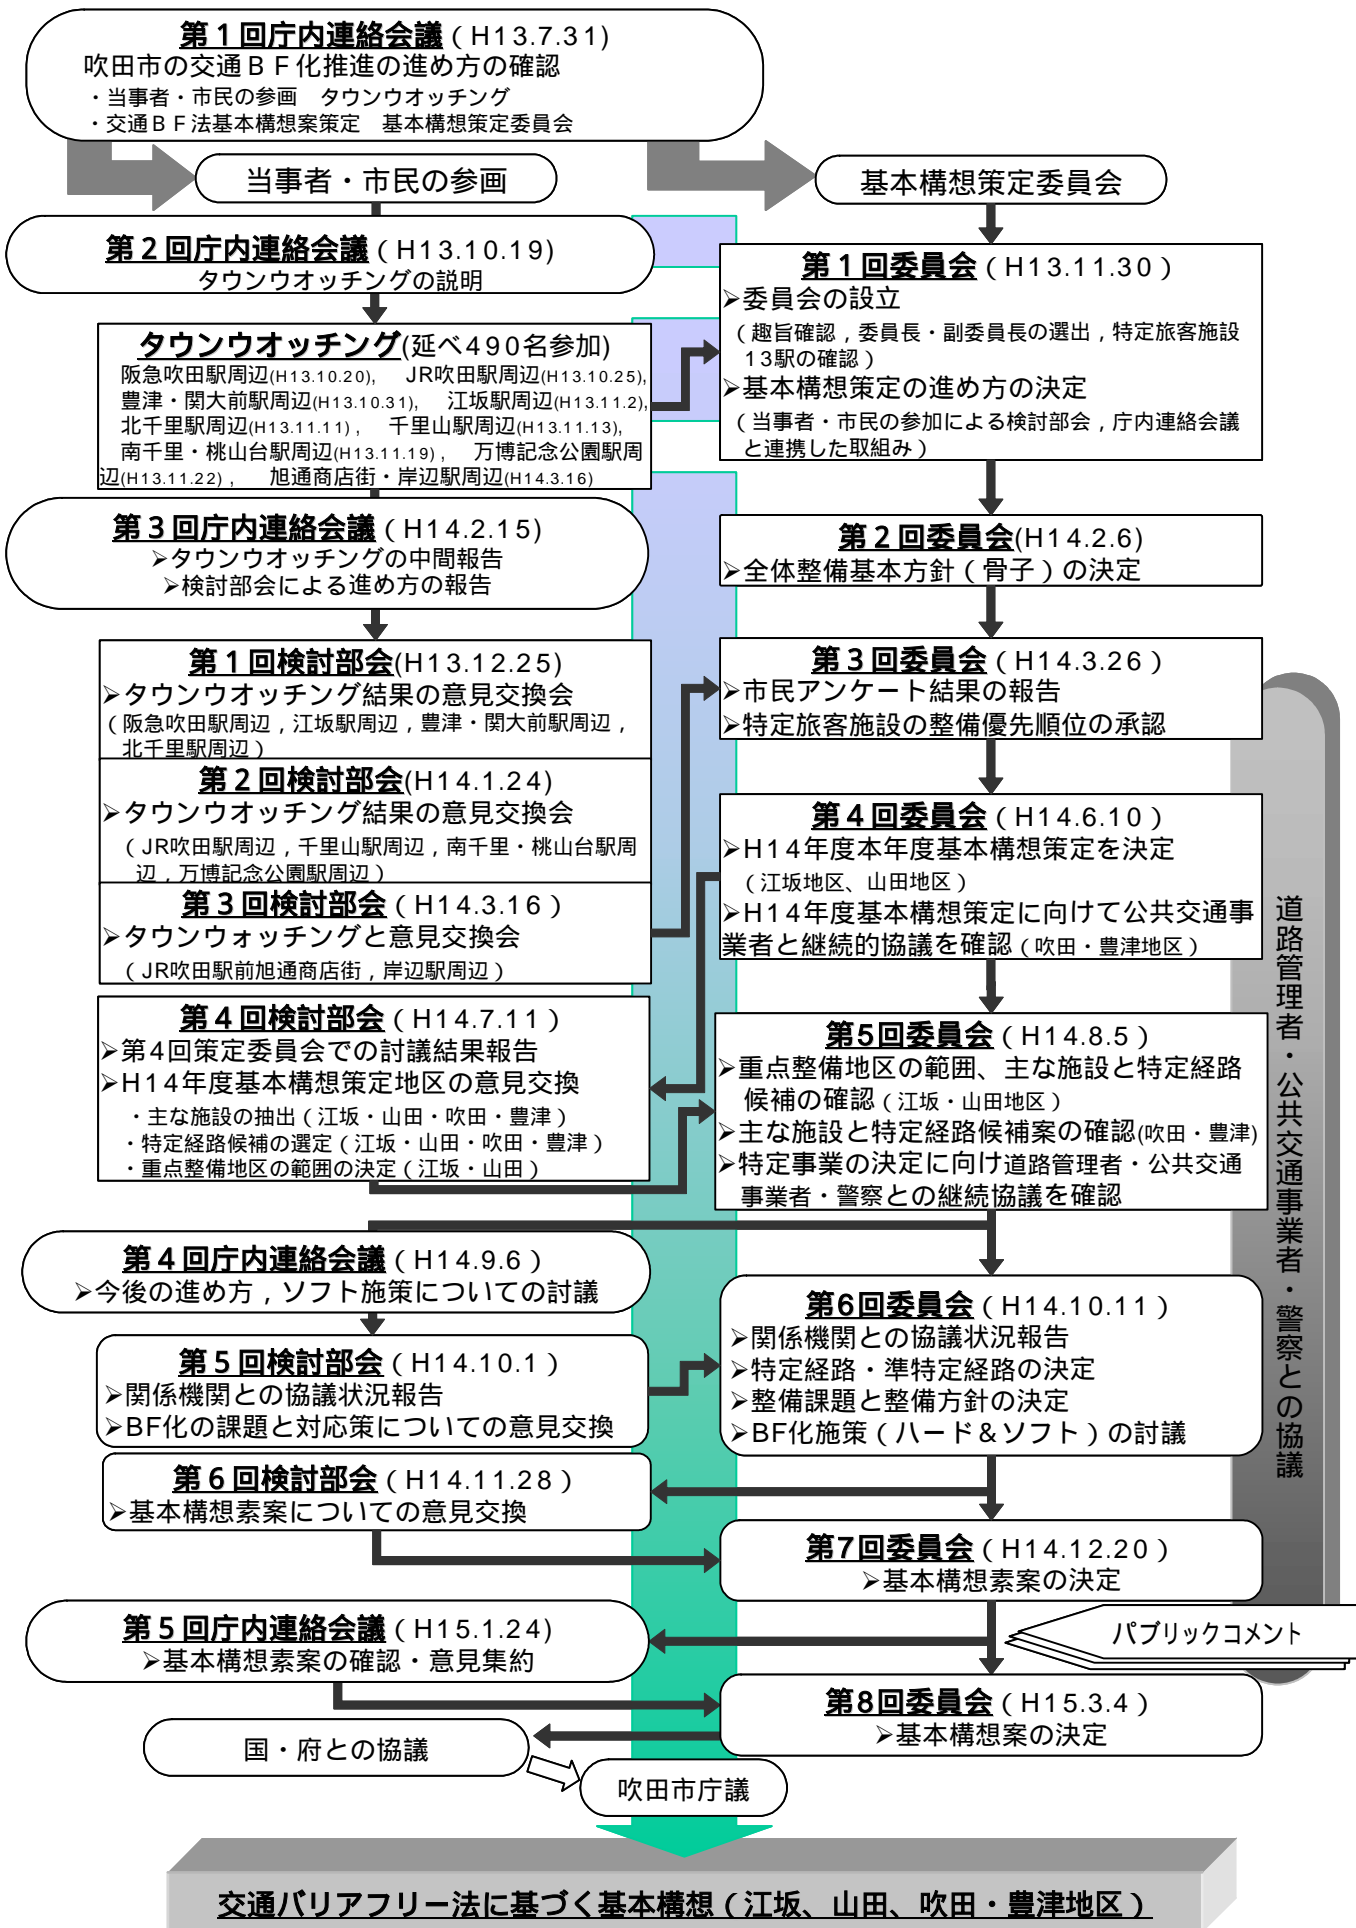 第1回庁内連絡会議（H13.7.31)
吹田市の交通BF化推進の進め方の確認
・当事者・市民の参画　タウンウオッチング
・交通BF法基本構想案策定　基本構想策定委員会
当事者・市民の参画
基本構想策定委員会
第2回庁内連絡会議（H13.10.19)
タウンウオッチングの説明
タウンウオッチング(延べ490名参加)
阪急吹田駅周辺(H13.10.20),　JR吹田駅周辺(H13.10.25),
豊津・関大前駅周辺(H13.10.31),　江坂駅周辺(H13.11.2),
北千里駅周辺(H13.11.11),　千里山駅周辺(H13.11.13),
南千里・桃山台駅周辺(H13.11.19),　万博記念公園駅周
辺(H13.11.22),　旭通商店街・岸辺駅周辺(H14.3.16)
第1回委員会（H13.11.30）
➢委員会の設立
（趣旨確認，委員長・副委員長の選出，特定旅客施設
13駅の確認）
➢基本構想策定の進め方の決定
（当事者・市民の参加による検討部会，庁内連絡会議
と連携した取組み）
第3回庁内連絡会議（H14.2.15)
➢タウンウオッチングの中間報告
➢検討部会による進め方の報告
第2回委員会(H14.2.6)
➢全体整備基本方針（骨子）の決定
第1回検討部会(H13.12.25)
➢タウンウオッチング結果の意見交換会
（阪急吹田駅周辺，江坂駅周辺，豊津・関大前駅周辺，
北千里駅周辺）
第2回検討部会(H14.1.24)
➢タウンウオッチング結果の意見交換会
（JR吹田駅周辺，千里山駅周辺，南千里・桃山台駅周
辺，万博記念公園駅周辺）
第3回検討部会（H14.3.16）
➢タウンウォッチングと意見交換会
（JR吹田駅前旭通商店街，岸辺駅周辺）
第3回委員会（H14.3.26）
➢市民アンケート結果の報告
➢特定旅客施設の整備優先順位の承認
第4回委員会（H14.6.10）
➢H14年度本年度基本構想策定を決定
（江坂地区、山田地区）
➢H14年度基本構想策定に向けて公共交通事
業者と継続的協議を確認（吹田・豊津地区）
第4回検討部会（H14.7.11）
➢第4回策定委員会での討議結果報告
➢H14年度基本構想策定地区の意見交換
・主な施設の抽出（江坂・山田・吹田・豊津）
・特定経路候補の選定（江坂・山田・吹田・豊津）
・重点整備地区の範囲の決定（江坂・山田）
第5回委員会（H14.8.5）
➢重点整備地区の範囲、主な施設と特定経路
候補の確認（江坂・山田地区）
➢主な施設と特定経路候補案の確認(吹田・豊津)
➢特定事業の決定に向け道路管理者・公共交通
事業者・警察との継続協議を確認
道路管理者・公共交通事業者・警察との協議
第4回庁内連絡会議（H14.9.6）
➢今後の進め方，ソフト施策についての討議
第5回検討部会（H14.10.1）
➢関係機関との協議状況報告
➢BF化の課題と対応策についての意見交換
第6回委員会（H14.10.11）
➢関係機関との協議状況報告
➢特定経路・準特定経路の決定
➢整備課題と整備方針の決定
➢BF化施策（ハード＆ソフト）の討議
第6回検討部会（H14.11.28）
➢基本構想素案についての意見交換
第7回委員会（H14.12.20）
➢基本構想素案の決定
パブリックコメント
第5回庁内連絡会議（H15.1.24)
➢基本構想素案の確認・意見集約
第8回委員会（H15.3.4）
➢基本構想案の決定
国・府との協議
吹田市庁議
交通バリアフリー法に基づく基本構想（江坂、山田、吹田・豊津地区）